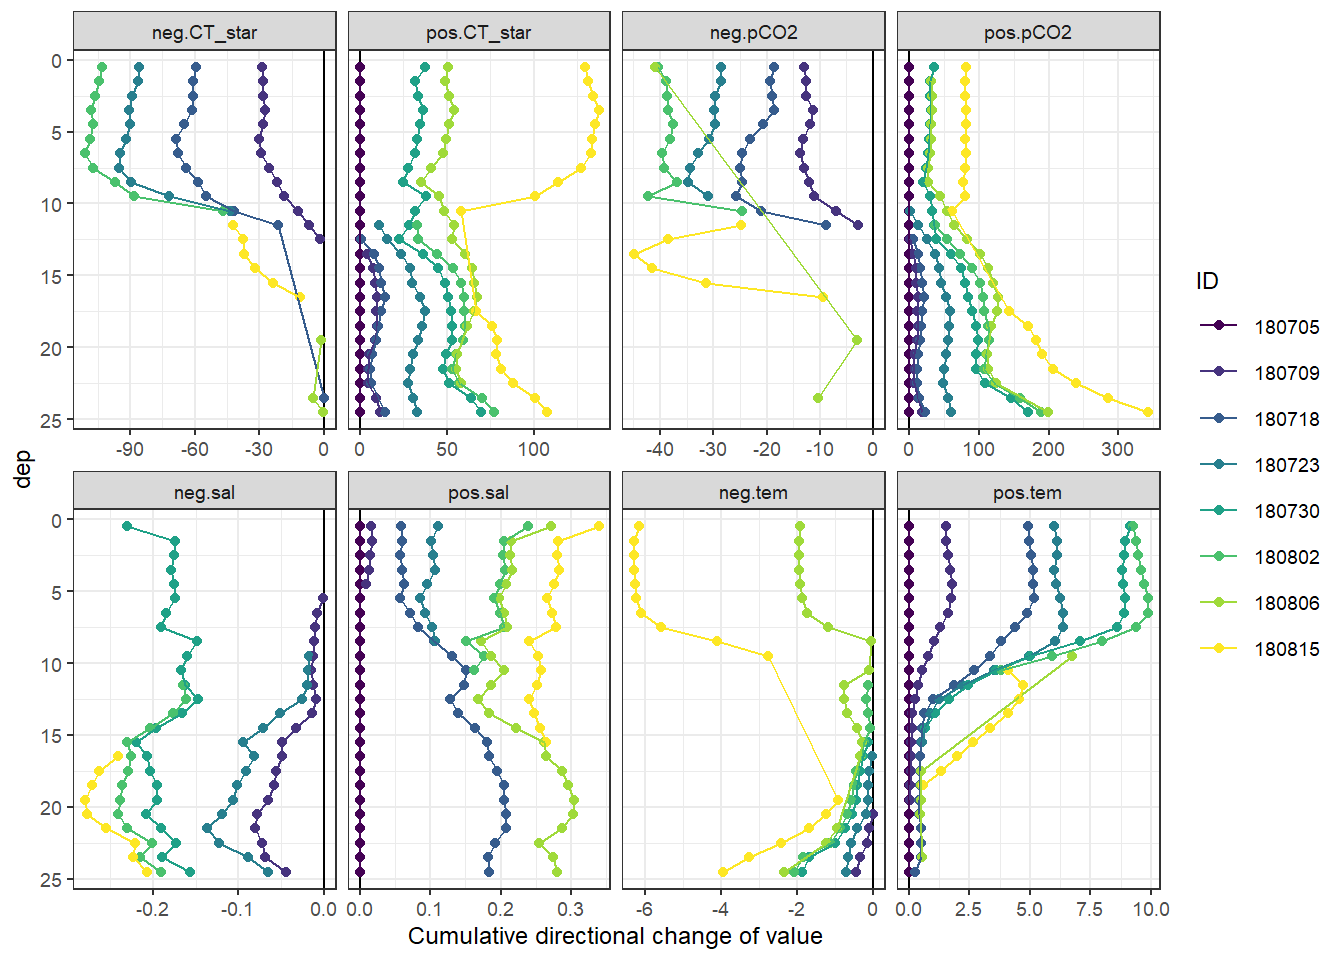 neg.CT_star pos.CT_star neg.pCO2 pos.pCO2
0
5
10
15
20
25
-90 -60 -30 0 0 50 100 -40 -30 -20 -10 0 0 100 200 300
dep
neg.sal pos.sal neg.tem pos.tem
0
5
10
15
20
25
-0.2 -0.1 0.0 0.0 0.1 0.2 0.3 -6 -4 -2 0 0.0 2.5 5.0 7.5 10.0
Cumulative directional change of value
ID
180705
180709
180718
180723
180730
180802
180806
180815